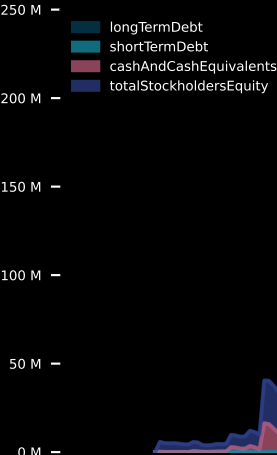 250 M
longTermDebt
shortTermDebt
cashAndCashEquivalents
totalStockholdersEquity
200 M
150 M
100 M
50 M
0 M